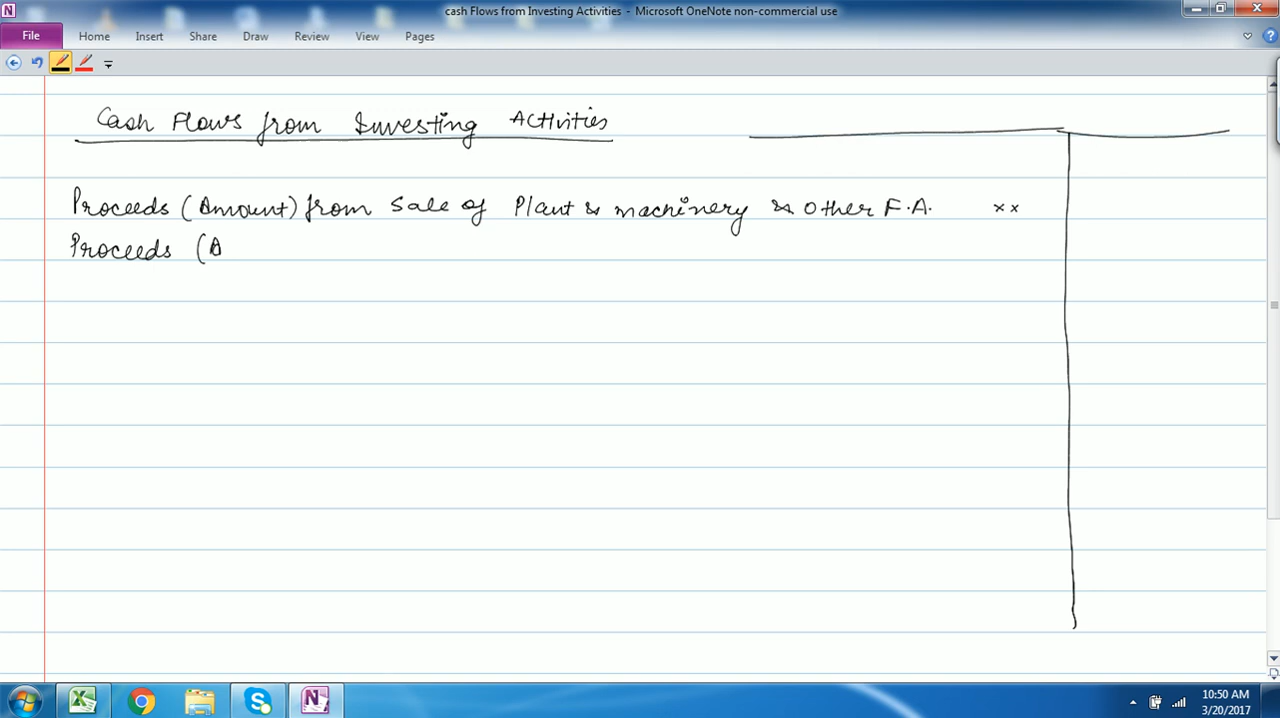 cash Flows from Investing Activities - Microsoft OneNote non-commercial use
File Home Insert Share Draw Review View Pages
Cash Flows from Investing Activities
Proceeds (Amount) from Sale of Plant & machinery & Other F.A. xx
Proceeds (A
10:50 AM
3/20/2017